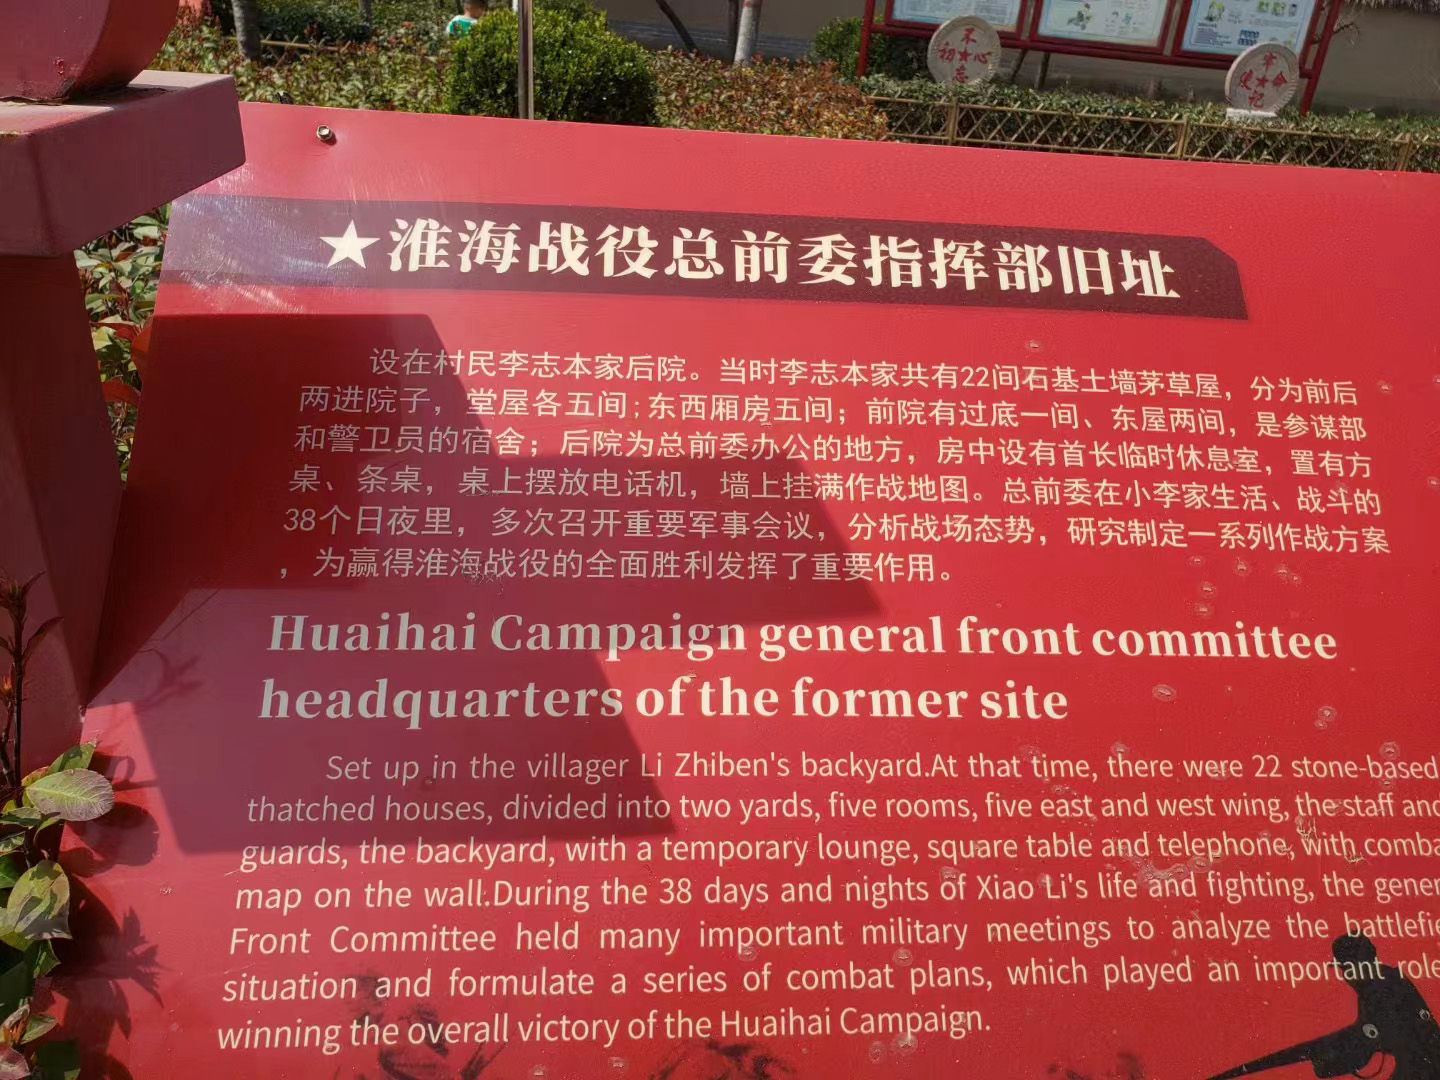 不
初★心
忘
牢
使★命
记
★淮海战役总前委指挥部旧址
设在村民李志本家后院。当时李志本家共有22间石基土墙茅草屋，分为前后
两进院子，堂屋各五间;东西厢房五间；前院有过底一间、东屋两间，是参谋部
和警卫员的宿舍；后院为总前委办公的地方，房中设有首长临时休息室，置有方
桌、条桌，桌上摆放电话机，墙上挂满作战地图。总前委在小李家生活、战斗的
38个日夜里，多次召开重要军事会议，分析战场态势，研究制定一系列作战方案
，为赢得淮海战役的全面胜利发挥了重要作用。
Huaihai Campaign general front committee
headquarters of the former site
Set up in the villager Li Zhiben's backyard.At that time, there were 22 stone-based
thatched houses, divided into two yards, five rooms, five east and west wing, the staff and
guards, the backyard, with a temporary lounge, square table and telephone, with comba
map on the wall.During the 38 days and nights of Xiao Li's life and fighting, the gener
Front Committee held many important military meetings to analyze the battlefie
situation and formulate a series of combat plans, which played an important role
winning the overall victory of the Huaihai Campaign.